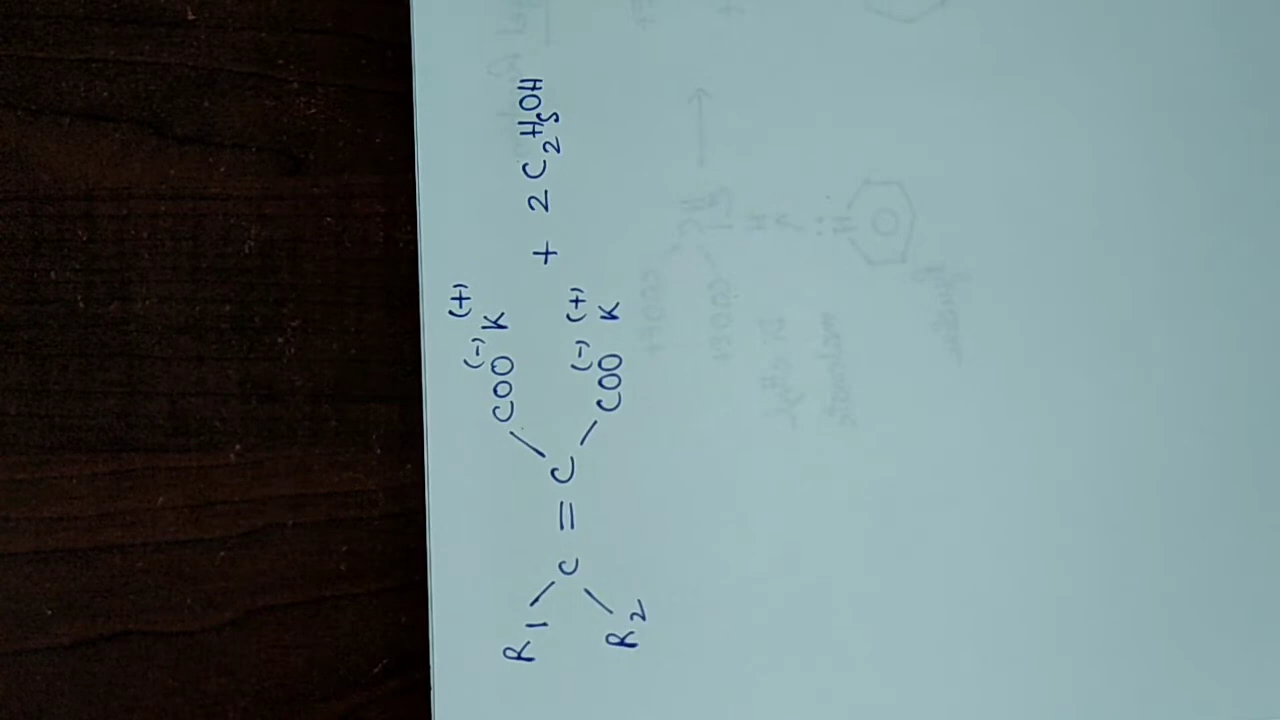 R1 COO(-) K(+)
C = C + 2 C2H5OH
R2 COO(-) K(+)